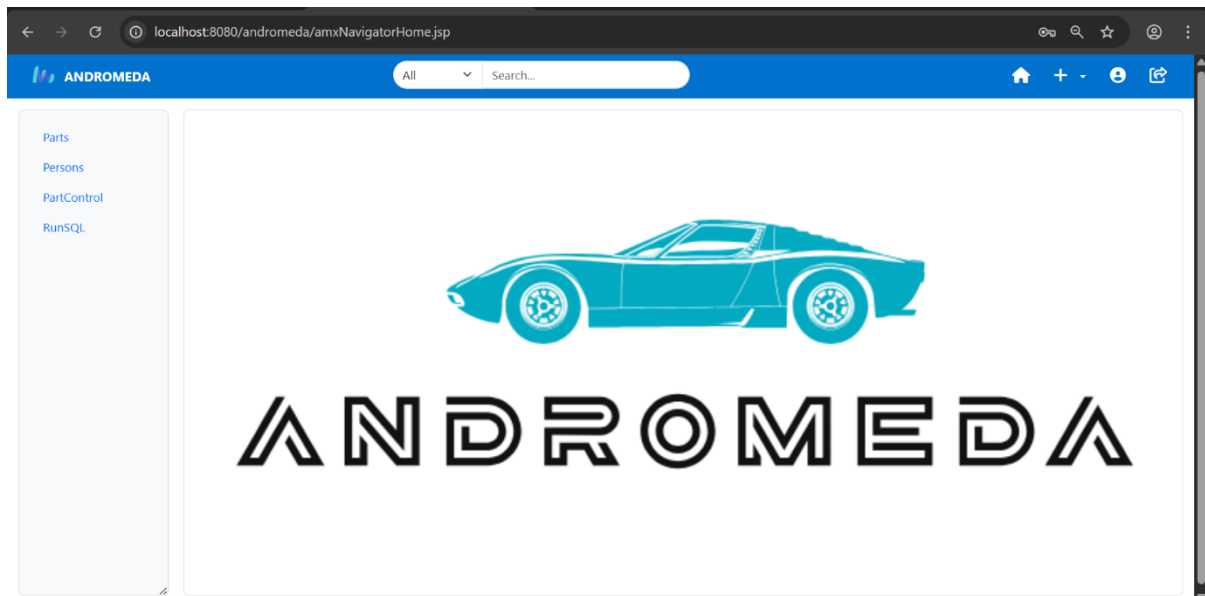 localhost:8080/andromeda/amxNavigatorHome.jsp
ANDROMEDA
All
Search...
Parts
Persons
PartControl
RunSQL
ANDROMEDA